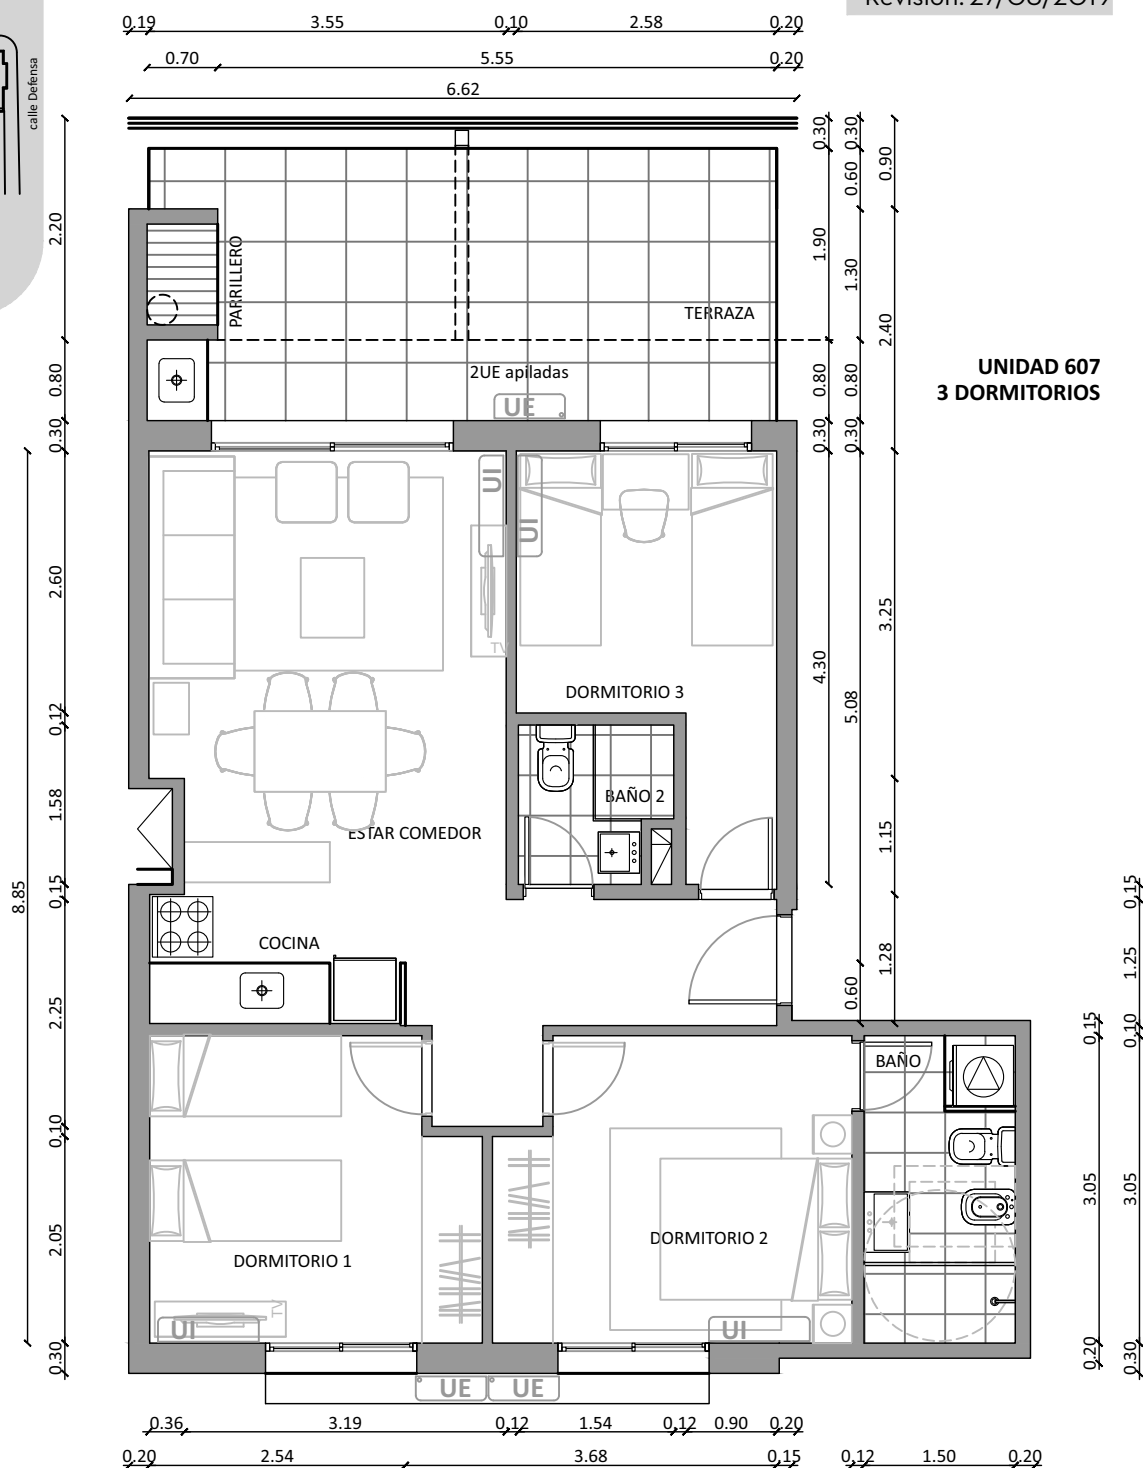 Revisión: 27/08/2019
calle Defensa
0.19 3.55 0.10 2.58 0.20
0.70 5.55 0.20
6.62
0.30 0.30
0.60 0.90
2.20
1.90
1.30
PARRILLERO
TERRAZA
2.40
2UE apiladas
UE
0.80
0.80 0.80
UNIDAD 607
3 DORMITORIOS
0.30
0.30 0.30
UI
UI
2.60
TV
3.25
4.30
DORMITORIO 3
5.08
0.12
BAÑO 2
1.58
ESTAR COMEDOR
1.15
8.85
0.15
0.15
COCINA
1.28
1.25
0.60
2.25
0.15 0.10
BAÑO
0.10
3.05 3.05
2.05
DORMITORIO 1
DORMITORIO 2
TV
UI
UI
0.30
0.20 0.30
UE UE
0.36 3.19 0.12 1.54 0.12 0.90 0.20
0.20 2.54 3.68 0.15 0.12 1.50 0.20